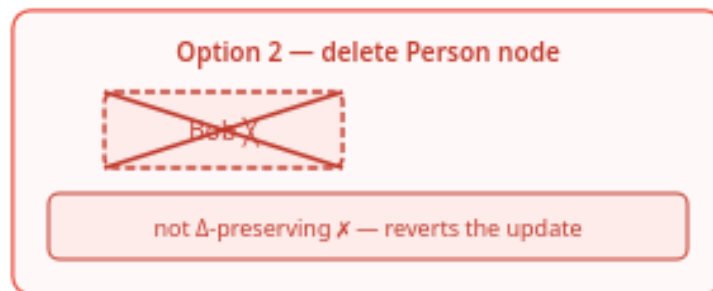 Option 2 — delete Person node
Bob ✗
not Δ-preserving ✗ — reverts the update